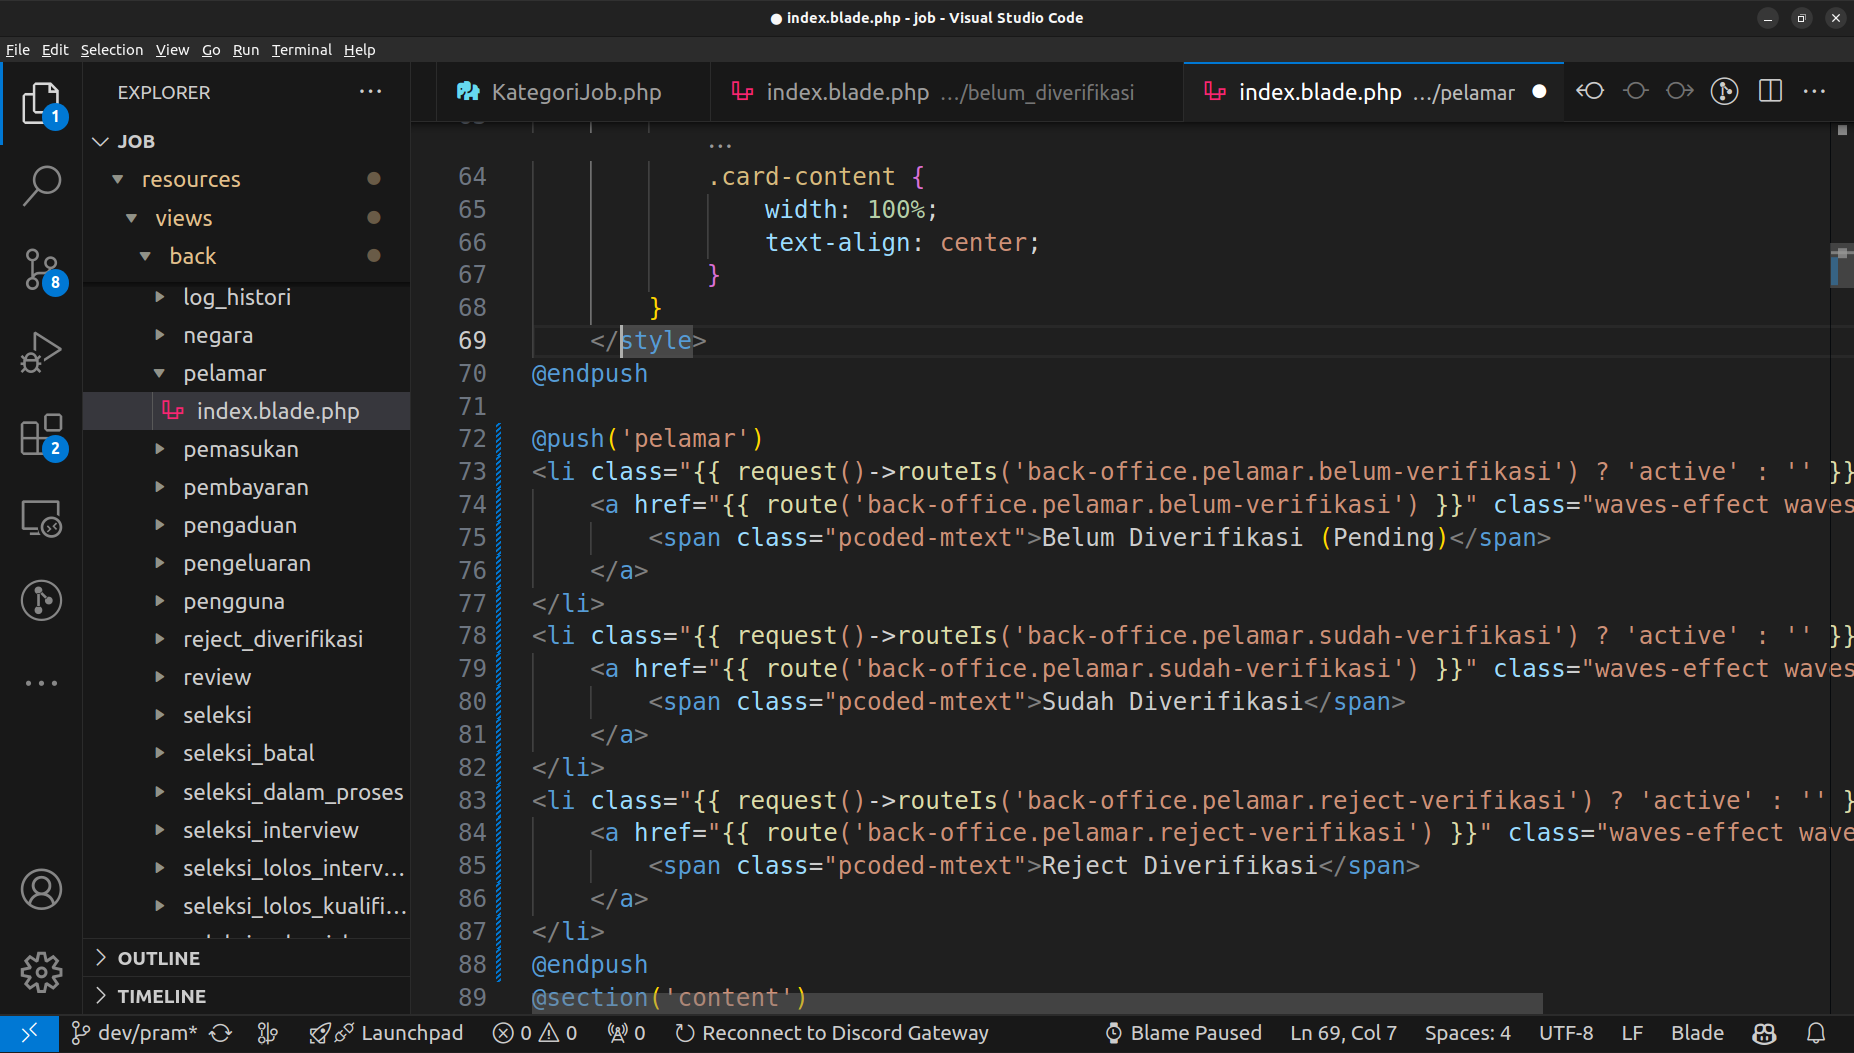 index.blade.php - job - Visual Studio Code
File Edit Selection View Go Run Terminal Help
1
8
2
EXPLORER
JOB
resources
views
back
log_histori
negara
pelamar
index.blade.php
pemasukan
pembayaran
pengaduan
pengeluaran
pengguna
reject_diverifikasi
review
seleksi
seleksi_batal
seleksi_dalam_proses
seleksi_interview
seleksi_lolos_interv...
seleksi_lolos_kualifi...
OUTLINE
TIMELINE
KategoriJob.php index.blade.php .../belum_diverifikasi index.blade.php .../pelamar
64 .card-content {
65 width: 100%;
66 text-align: center;
67 }
68 }
69 </style>
70 @endpush
71
72 @push('pelamar')
73 <li class="{{ request()->routeIs('back-office.pelamar.belum-verifikasi') ? 'active' : '' }}
74 <a href="{{ route('back-office.pelamar.belum-verifikasi') }}" class="waves-effect waves
75 <span class="pcoded-mtext">Belum Diverifikasi (Pending)</span>
76 </a>
77 </li>
78 <li class="{{ request()->routeIs('back-office.pelamar.sudah-verifikasi') ? 'active' : '' }}
79 <a href="{{ route('back-office.pelamar.sudah-verifikasi') }}" class="waves-effect waves
80 <span class="pcoded-mtext">Sudah Diverifikasi</span>
81 </a>
82 </li>
83 <li class="{{ request()->routeIs('back-office.pelamar.reject-verifikasi') ? 'active' : '' }
84 <a href="{{ route('back-office.pelamar.reject-verifikasi') }}" class="waves-effect wave
85 <span class="pcoded-mtext">Reject Diverifikasi</span>
86 </a>
87 </li>
88 @endpush
89 @section('content')
dev/pram* Launchpad 0 0 0 Reconnect to Discord Gateway Blame Paused Ln 69, Col 7 Spaces: 4 UTF-8 LF Blade